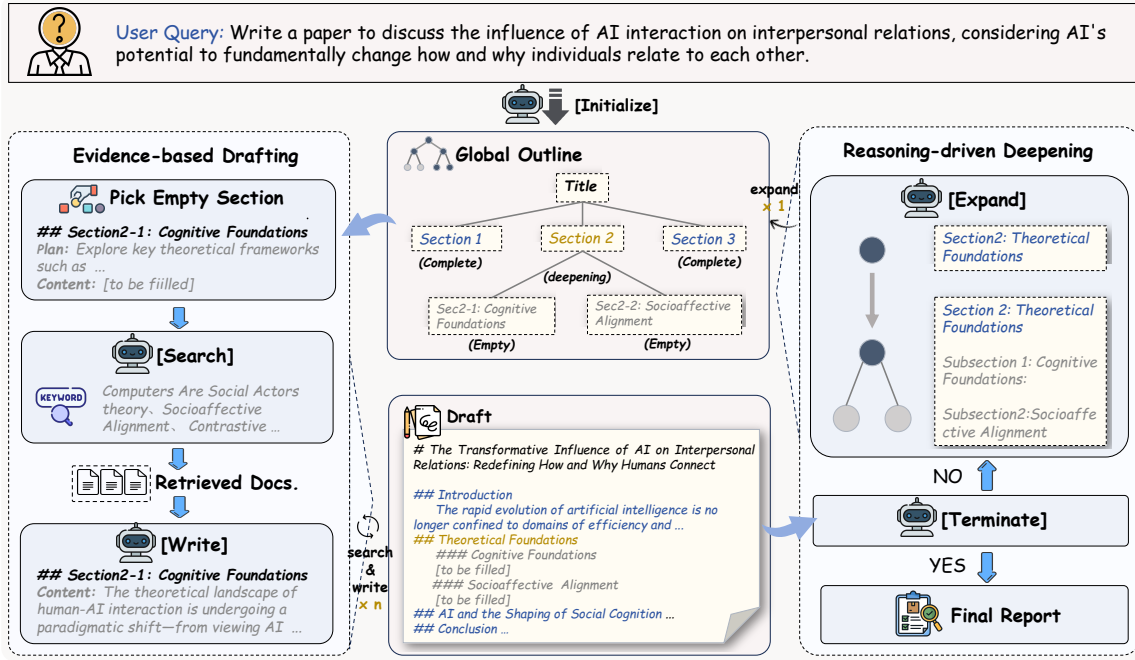 User Query: Write a paper to discuss the influence of AI interaction on interpersonal relations, considering AI's
potential to fundamentally change how and why individuals relate to each other.
[Initialize]
Evidence-based Drafting
Pick Empty Section
## Section2-1: Cognitive Foundations
Plan: Explore key theoretical frameworks
such as ...
Content: [to be fiilled]
[Search]
KEYWORD
Computers Are Social Actors
theory、Socioaffective
Alignment、 Contrastive ...
Retrieved Docs.
[Write]
## Section2-1: Cognitive Foundations
Content: The theoretical landscape of
human-AI interaction is undergoing a
paradigmatic shift—from viewing AI ...
search
&
write
x n
Global Outline
Title
Section 1
(Complete)
Section 2
(deepening)
Section 3
(Complete)
Sec2-1: Cognitive
Foundations
(Empty)
Sec2-2: Socioaffective
Alignment
(Empty)
expand
x 1
Draft
# The Transformative Influence of AI on Interpersonal
Relations: Redefining How and Why Humans Connect
## Introduction
The rapid evolution of artificial intelligence is no
longer confined to domains of efficiency and ...
## Theoretical Foundations
### Cognitive Foundations
[to be filled]
### Socioaffective Alignment
[to be filled]
## AI and the Shaping of Social Cognition ...
## Conclusion ...
Reasoning-driven Deepening
[Expand]
Section2: Theoretical
Foundations
Section 2: Theoretical
Foundations
Subsection 1: Cognitive
Foundations:
Subsection2:Socioaffe
ctive Alignment
NO
[Terminate]
YES
Final Report